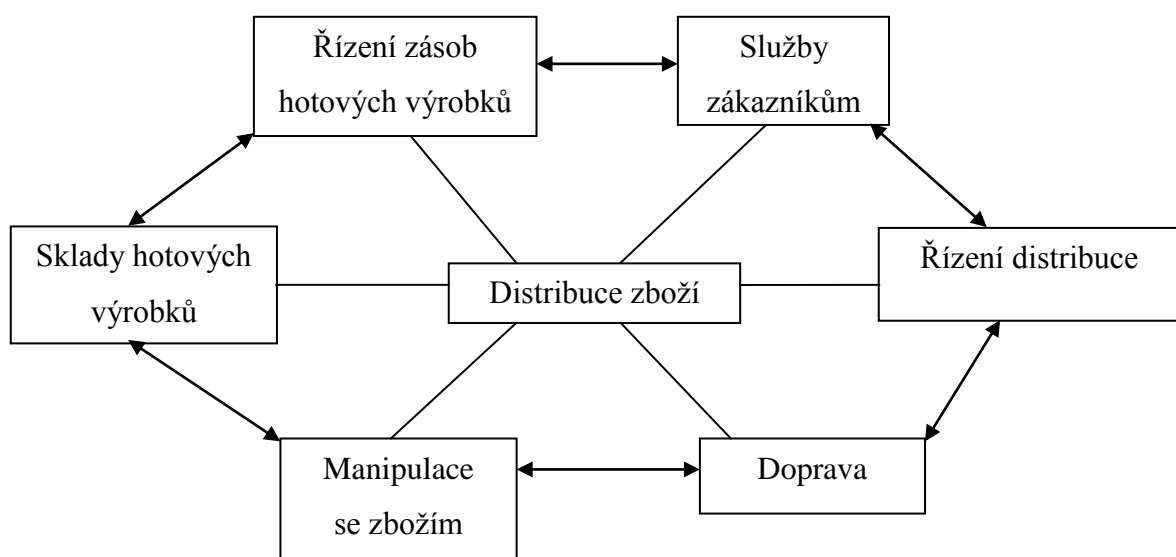 Řízení zásob
hotových výrobků
Služby
zákazníkům
Sklady hotových
výrobků
Distribuce zboží
Řízení distribuce
Manipulace
se zbožím
Doprava